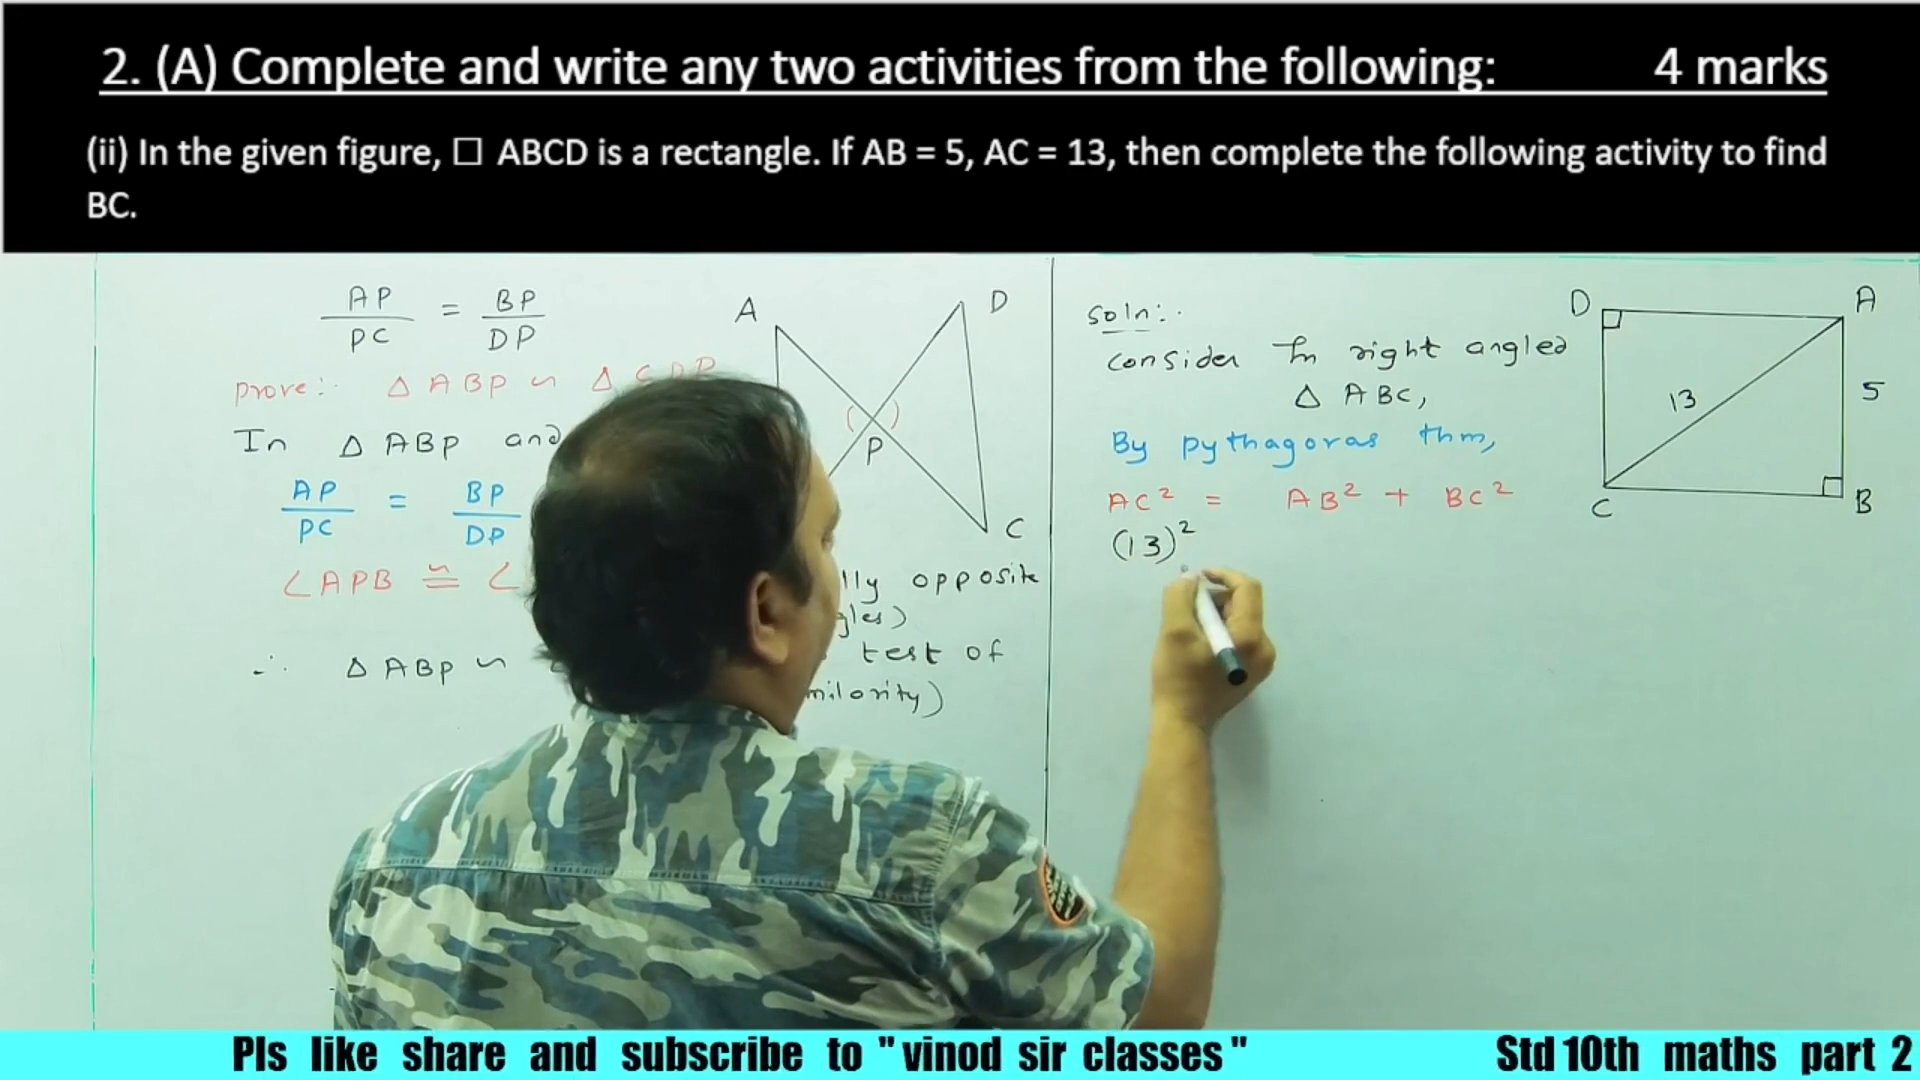 2. (A) Complete and write any two activities from the following: 4 marks
(ii) In the given figure, □ ABCD is a rectangle. If AB = 5, AC = 13, then complete the following activity to find
BC.
AP/PC = BP/DP
Prove:- Δ ABP ~ Δ CDP
In Δ ABP and
AP/PC = BP/DP
∠APB ≅ ∠
opposite
test of
∴ Δ ABP ~
A
D
P
C
Soln:-
Consider In right angled
Δ ABC,
By pythagoras thm,
AC² = AB² + BC²
(13)²
D
A
13
5
C
B
Pls like share and subscribe to "vinod sir classes" Std 10th maths part 2